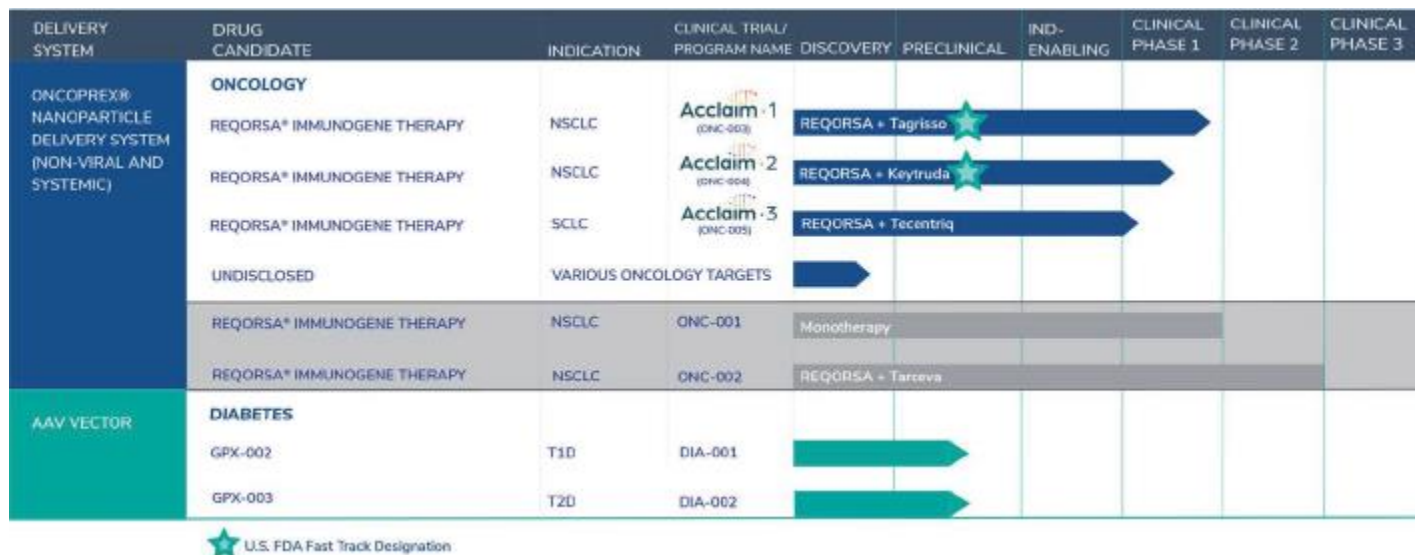 DELIVERY SYSTEM
DRUG CANDIDATE
INDICATION
CLINICAL TRIAL/ PROGRAM NAME
DISCOVERY
PRECLINICAL
IND- ENABLING
CLINICAL PHASE 1
CLINICAL PHASE 2
CLINICAL PHASE 3
ONCOPREX®
NANOPARTICLE
DELIVERY SYSTEM
(NON-VIRAL AND
SYSTEMIC)
ONCOLOGY
REQORSA® IMMUNOGENE THERAPY NSCLC Acclaim·1 (ONC-003) REQORSA + Tagrisso
REQORSA® IMMUNOGENE THERAPY NSCLC Acclaim·2 (ONC-004) REQORSA + Keytruda
REQORSA® IMMUNOGENE THERAPY SCLC Acclaim·3 (ONC-005) REQORSA + Tecentriq
UNDISCLOSED VARIOUS ONCOLOGY TARGETS
REQORSA® IMMUNOGENE THERAPY NSCLC ONC-001 Monotherapy
REQORSA® IMMUNOGENE THERAPY NSCLC ONC-002 REQORSA + Tarceva
AAV VECTOR
DIABETES
GPX-002 T1D DIA-001
GPX-003 T2D DIA-002
U.S. FDA Fast Track Designation